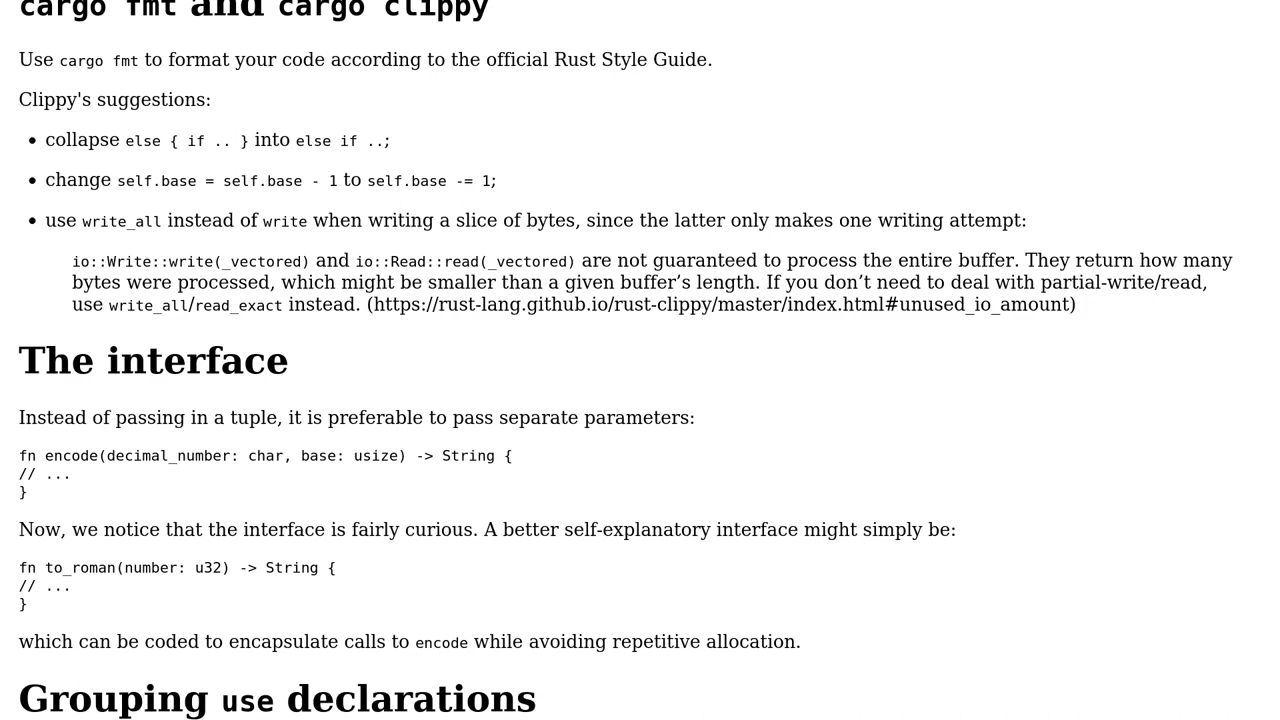 cargo fmt and cargo clippy
Use cargo fmt to format your code according to the official Rust Style Guide.
Clippy's suggestions:
• collapse else { if .. } into else if ..;
• change self.base = self.base - 1 to self.base -= 1;
• use write_all instead of write when writing a slice of bytes, since the latter only makes one writing attempt:
io::Write::write(_vectored) and io::Read::read(_vectored) are not guaranteed to process the entire buffer. They return how many
bytes were processed, which might be smaller than a given buffer’s length. If you don’t need to deal with partial-write/read,
use write_all/read_exact instead. (https://rust-lang.github.io/rust-clippy/master/index.html#unused_io_amount)
The interface
Instead of passing in a tuple, it is preferable to pass separate parameters:
fn encode(decimal_number: char, base: usize) -> String {
// ...
}
Now, we notice that the interface is fairly curious. A better self-explanatory interface might simply be:
fn to_roman(number: u32) -> String {
// ...
}
which can be coded to encapsulate calls to encode while avoiding repetitive allocation.
Grouping use declarations